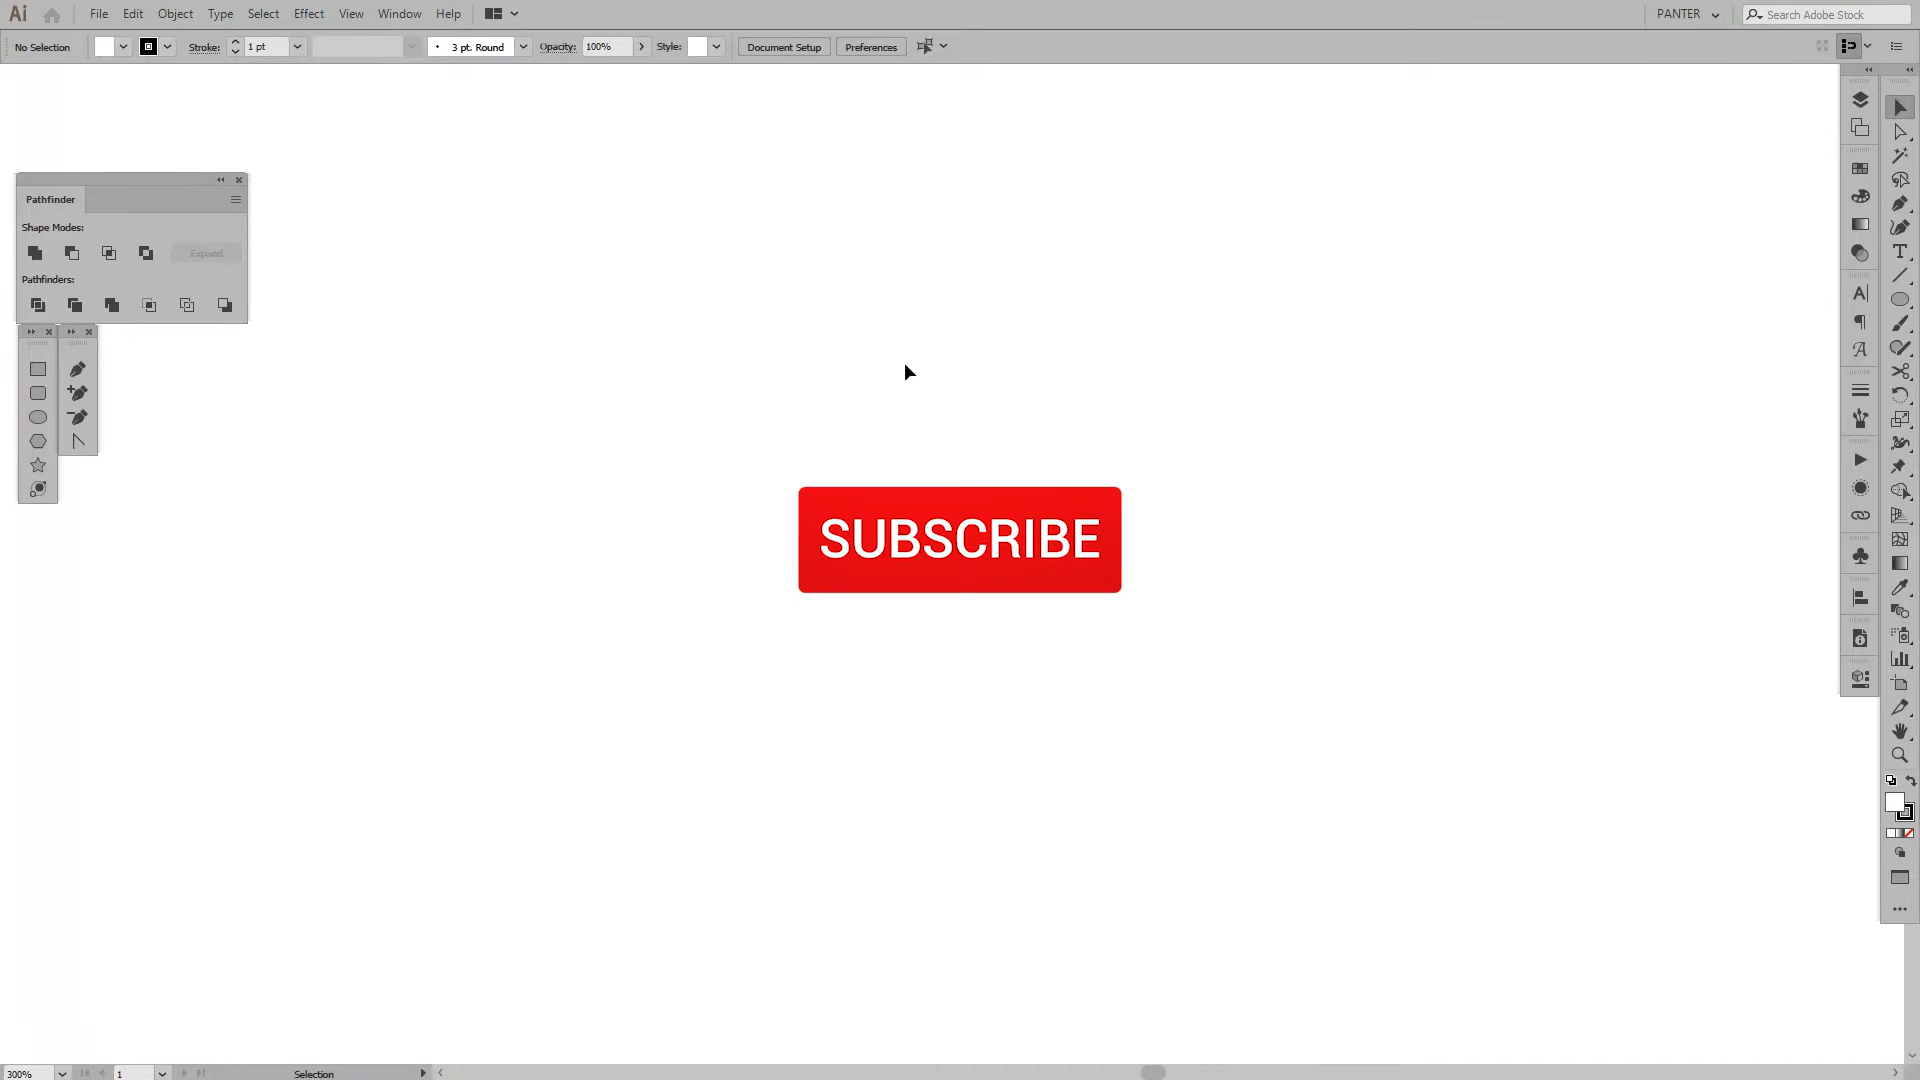 Ai File Edit Object Type Select Effect View Window Help PANTER Search Adobe Stock
No Selection Stroke: 1 pt 3 pt. Round Opacity: 100% Style: Document Setup Preferences
Pathfinder
Shape Modes:
Expand
Pathfinders:
SUBSCRIBE
300% 1 Selection